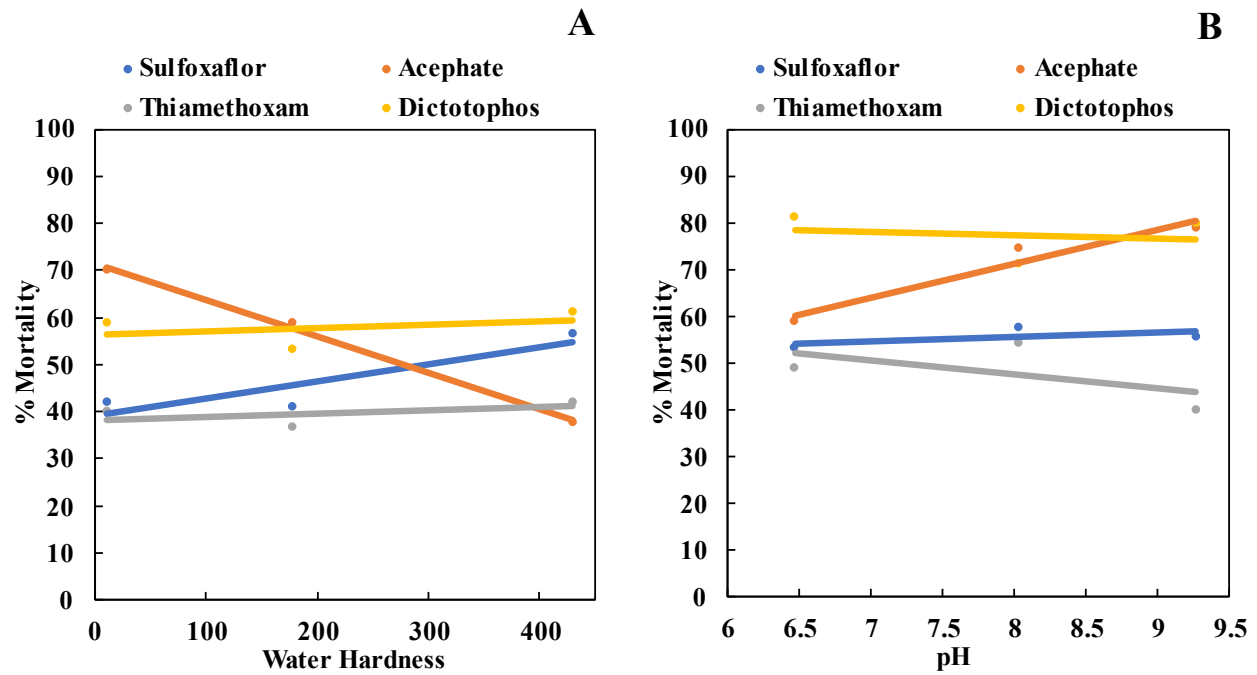 A
Sulfoxaflor Acephate
Thiamethoxam Dictotophos
100
90
80
70
60
50
40
30
20
10
0
% Mortality
0 100 200 300 400
Water Hardness
B
Sulfoxaflor Acephate
Thiamethoxam Dictotophos
100
90
80
70
60
50
40
30
20
10
0
% Mortality
6 6.5 7 7.5 8 8.5 9 9.5
pH